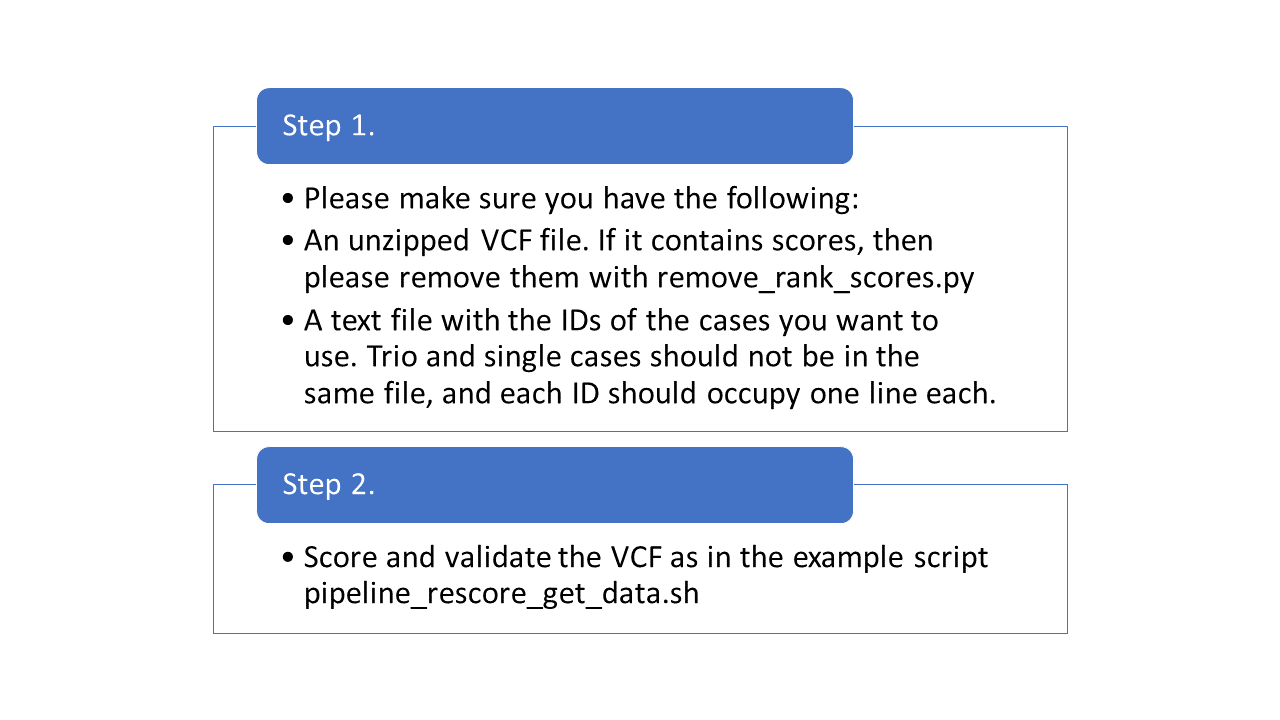 Step 1.
• Please make sure you have the following:
• An unzipped VCF file. If it contains scores, then
please remove them with remove_rank_scores.py
• A text file with the IDs of the cases you want to
use. Trio and single cases should not be in the
same file, and each ID should occupy one line each.
Step 2.
• Score and validate the VCF as in the example script
pipeline_rescore_get_data.sh